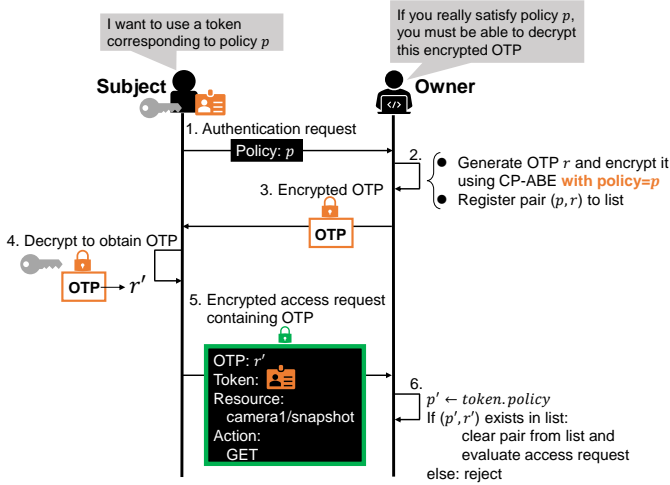 I want to use a token
corresponding to policy p
If you really satisfy policy p,
you must be able to decrypt
this encrypted OTP
Subject
Owner
</>
1. Authentication request
Policy: p
2.
● Generate OTP r and encrypt it
using CP-ABE with policy=p
● Register pair (p, r) to list
3. Encrypted OTP
OTP
4. Decrypt to obtain OTP
OTP
r′
5. Encrypted access request
containing OTP
OTP: r′
Token:
Resource:
camera1/snapshot
Action:
GET
6.
p′ ← token.policy
If (p′, r′) exists in list:
clear pair from list and
evaluate access request
else: reject